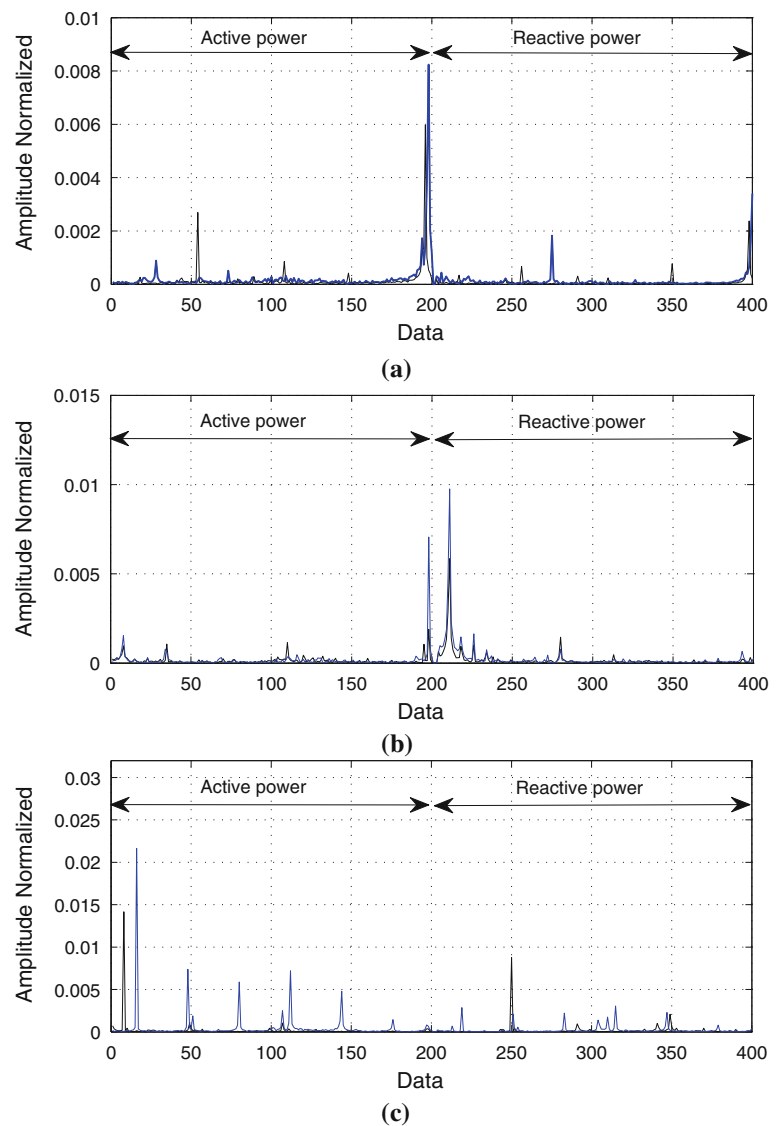 0.01
Active power
Reactive power
0.008
0.006
0.004
0.002
0
Amplitude Normalized
0 50 100 150 200 250 300 350 400
Data
(a)
0.015
Active power
Reactive power
0.01
0.005
0
Amplitude Normalized
0 50 100 150 200 250 300 350 400
Data
(b)
0.03
Active power
Reactive power
0.025
0.02
0.015
0.01
0.005
0
Amplitude Normalized
0 50 100 150 200 250 300 350 400
Data
(c)